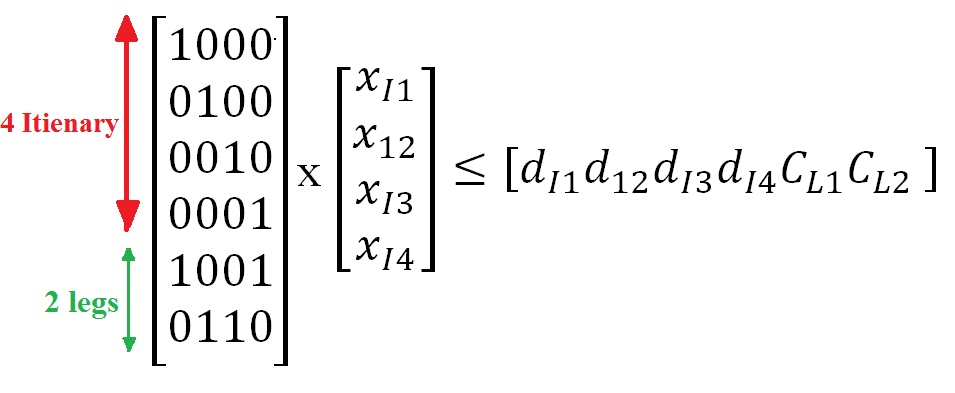 4 Itienary
2 legs
1000
0100
0010
0001
1001
0110
x
x_{I1}
x_{12}
x_{I3}
x_{I4}
≤ [d_{I1} d_{12} d_{I3} d_{I4} C_{L1} C_{L2} ]